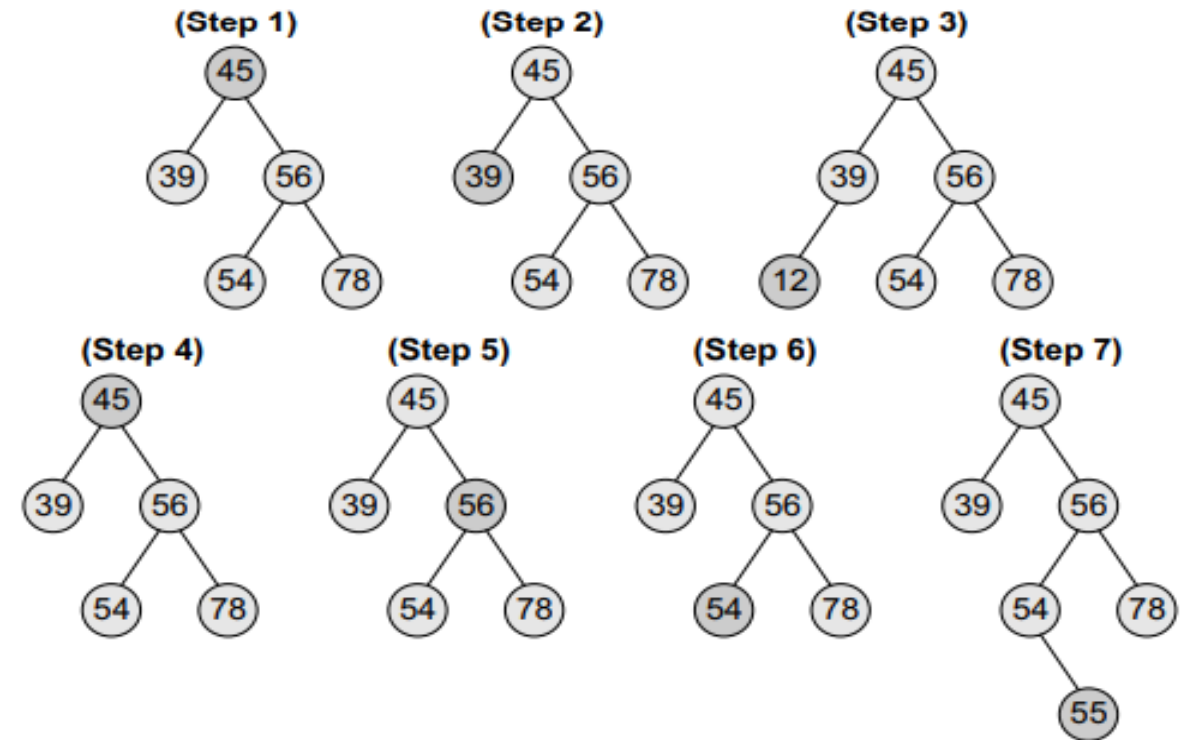 (Step 1) (Step 2) (Step 3)
45 45 45
39 56 39 56 39 56
54 78 54 78 12 54 78
(Step 4) (Step 5) (Step 6) (Step 7)
45 45 45 45
39 56 39 56 39 56 39 56
54 78 54 78 54 78 54 78
55